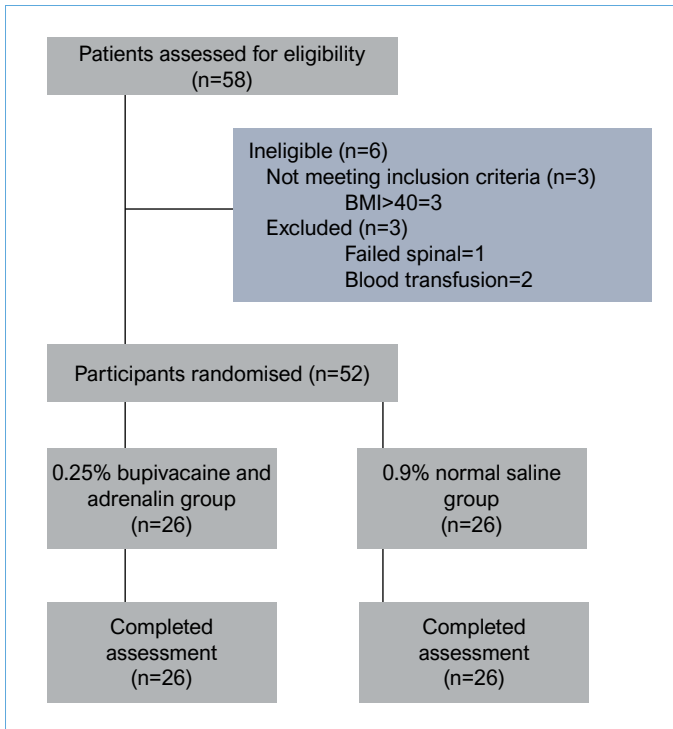 Patients assessed for eligibility
(n=58)
Ineligible (n=6)
Not meeting inclusion criteria (n=3)
BMI>40=3
Excluded (n=3)
Failed spinal=1
Blood transfusion=2
Participants randomised (n=52)
0.25% bupivacaine and
adrenalin group
(n=26)
0.9% normal saline
group
(n=26)
Completed
assessment
(n=26)
Completed
assessment
(n=26)